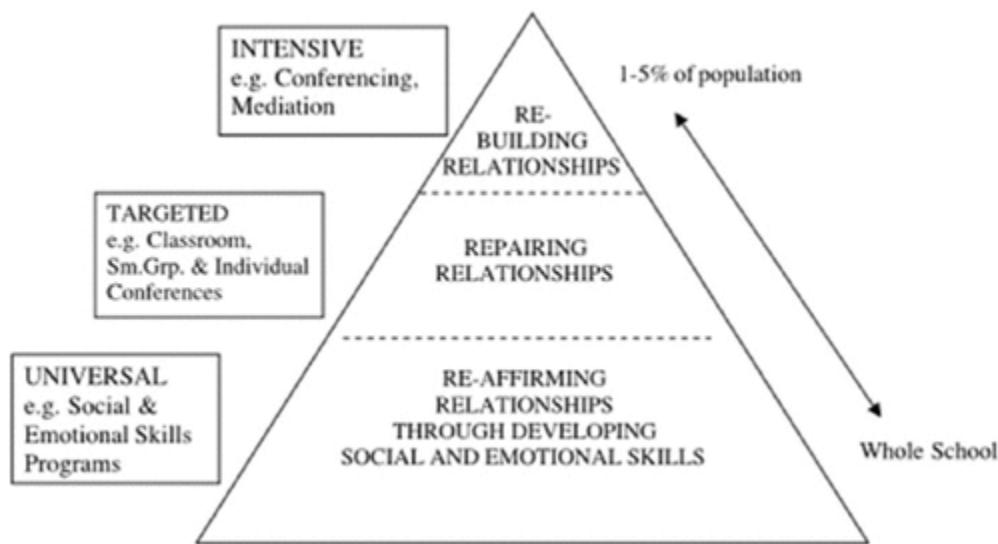 INTENSIVE
e.g. Conferencing,
Mediation
1-5% of population
RE-
BUILDING
RELATIONSHIPS
TARGETED
e.g. Classroom,
Sm.Grp. & Individual
Conferences
REPAIRING
RELATIONSHIPS
UNIVERSAL
e.g. Social &
Emotional Skills
Programs
RE-AFFIRMING
RELATIONSHIPS
THROUGH DEVELOPING
SOCIAL AND EMOTIONAL SKILLS
Whole School